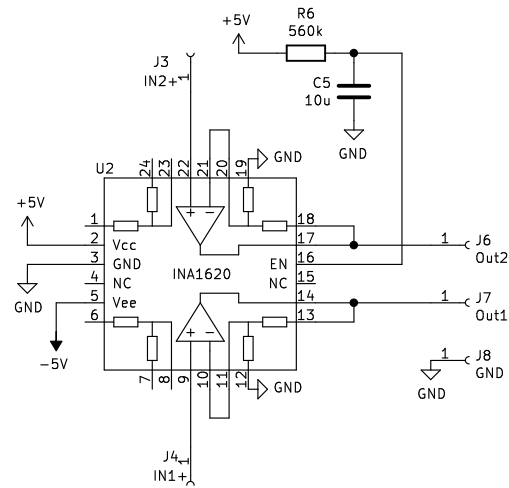 R6
+5V
560k
J3
1
IN2+
C5
10u
GND
24
23
22
21
20
19
GND
U2
+5V
1
18
2
Vcc
17
1
J6
Out2
3
GND
EN
16
GND
4
NC
INA1620
NC
15
5
Vee
14
1
J7
Out1
6
13
-5V
1
J8
GND
GND
7
8
9
10
11
12
GND
J4
1
IN1+
+
−
+
−